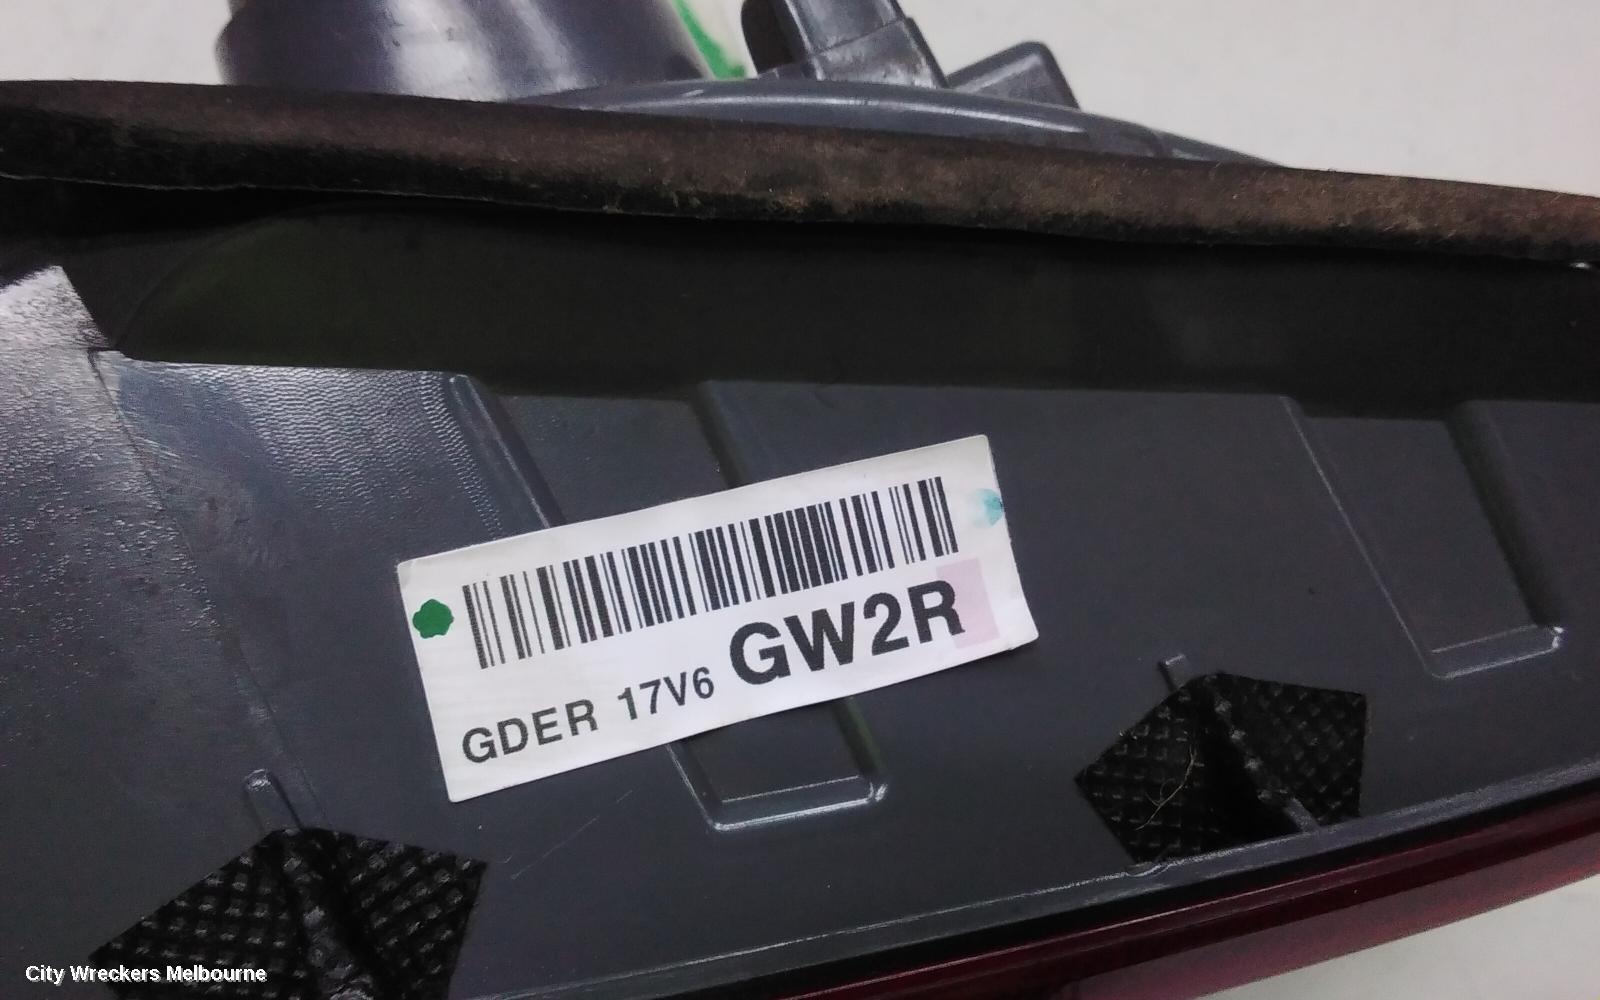 GDER 17V6 GW2R
City Wreckers Melbourne